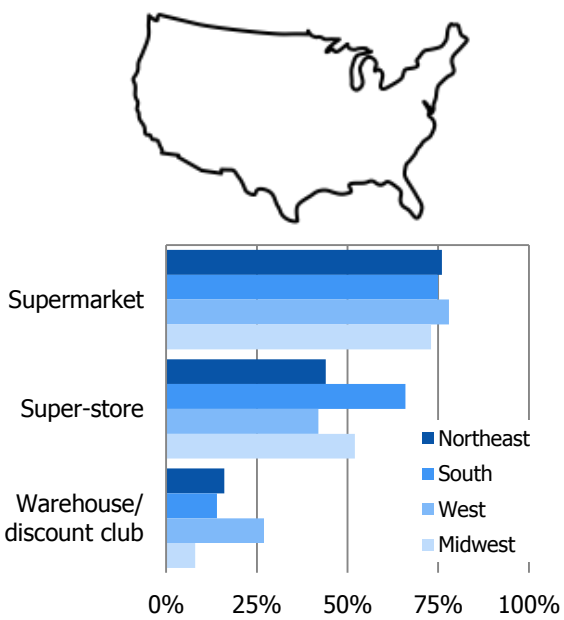 Supermarket
Super-store
Northeast
South
West
Midwest
Warehouse/
discount club
0% 25% 50% 75% 100%